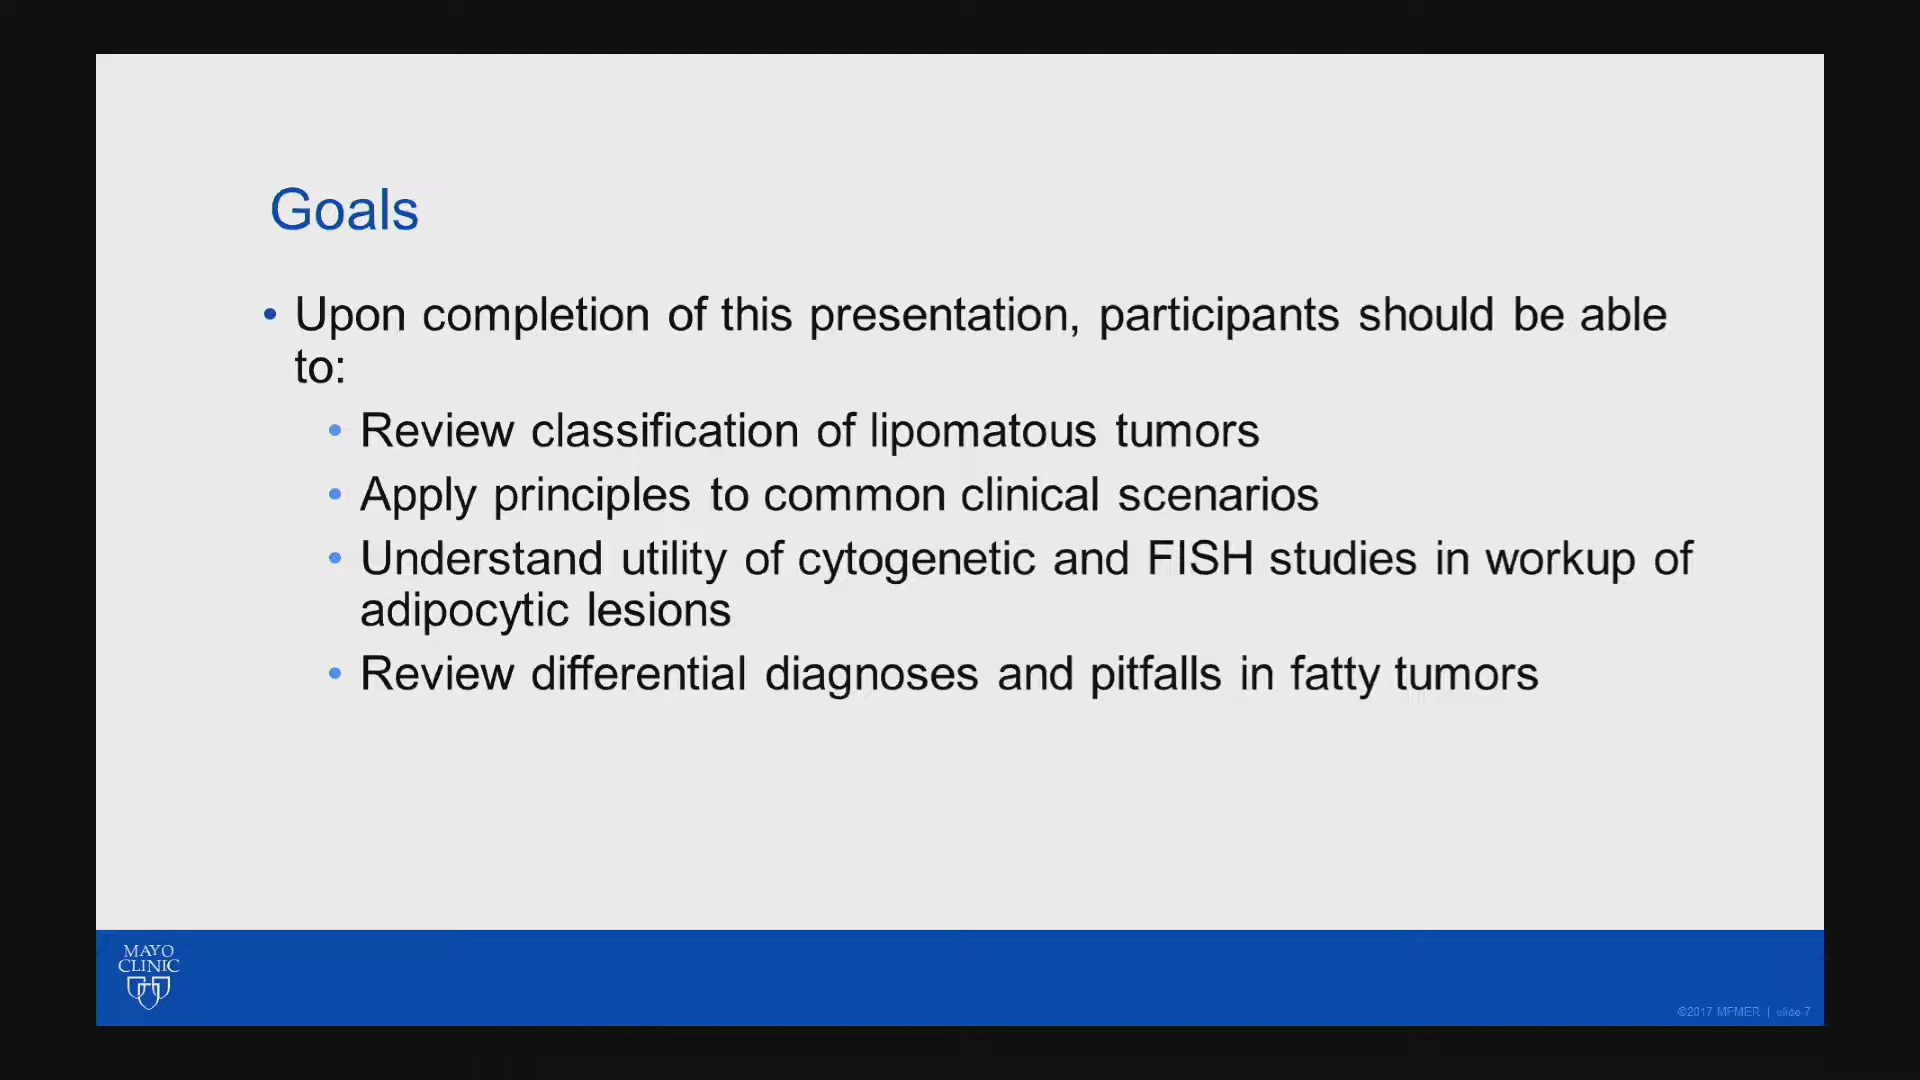 Goals
• Upon completion of this presentation, participants should be able
to:
• Review classification of lipomatous tumors
• Apply principles to common clinical scenarios
• Understand utility of cytogenetic and FISH studies in workup of
adipocytic lesions
• Review differential diagnoses and pitfalls in fatty tumors
MAYO
CLINIC
©2017 MFMER | slide-7